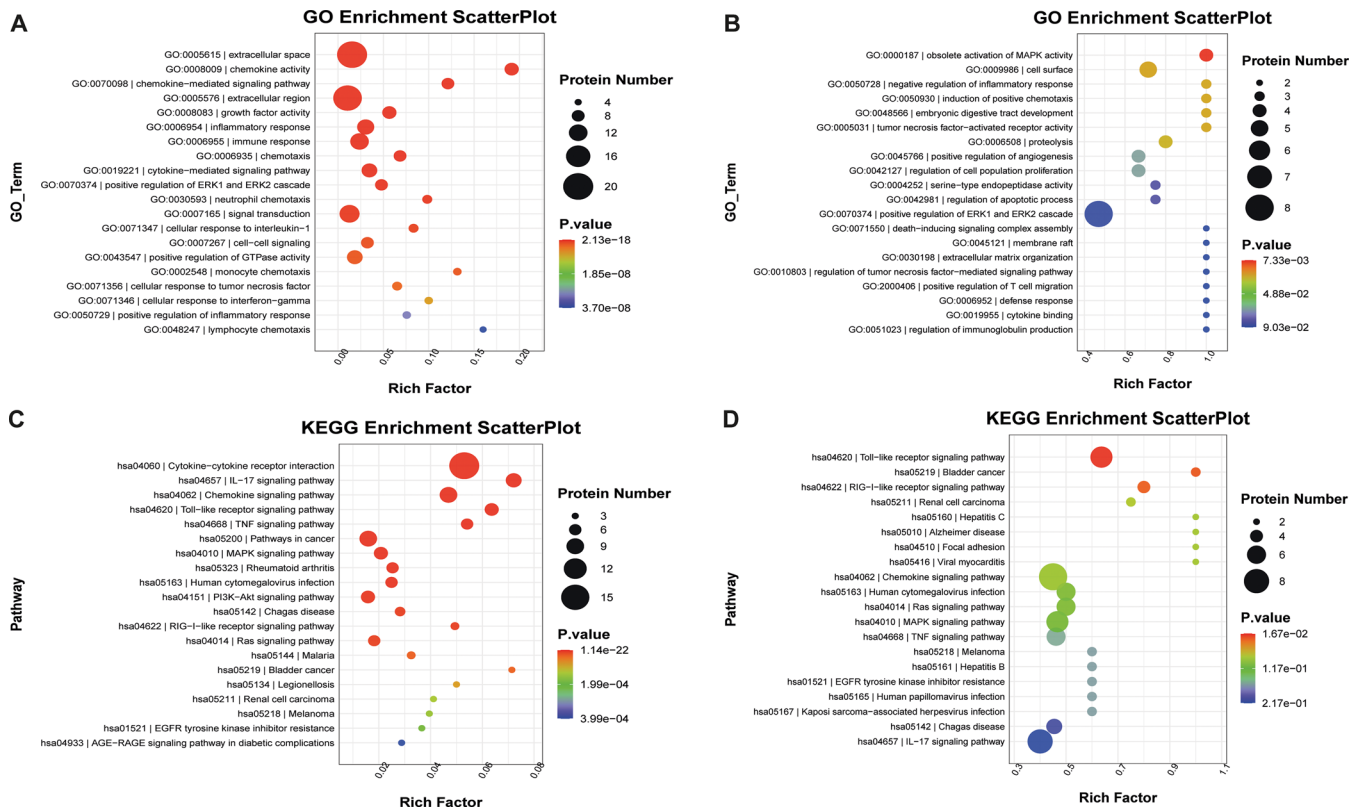 A
GO Enrichment ScatterPlot
GO_Term
GO:0005615 | extracellular space
GO:0008009 | chemokine activity
GO:0070098 | chemokine−mediated signaling pathway
GO:0005576 | extracellular region
GO:0008083 | growth factor activity
GO:0006954 | inflammatory response
GO:0006955 | immune response
GO:0006935 | chemotaxis
GO:0019221 | cytokine−mediated signaling pathway
GO:0070374 | positive regulation of ERK1 and ERK2 cascade
GO:0030593 | neutrophil chemotaxis
GO:0007165 | signal transduction
GO:0071347 | cellular response to interleukin−1
GO:0007267 | cell−cell signaling
GO:0043547 | positive regulation of GTPase activity
GO:0002548 | monocyte chemotaxis
GO:0071356 | cellular response to tumor necrosis factor
GO:0071346 | cellular response to interferon−gamma
GO:0050729 | positive regulation of inflammatory response
GO:0048247 | lymphocyte chemotaxis
0.00 0.05 0.10 0.15 0.20
Rich Factor
Protein Number
4
8
12
16
20
P.value
2.13e−18
1.85e−08
3.70e−08
B
GO Enrichment ScatterPlot
GO_Term
GO:0000187 | obsolete activation of MAPK activity
GO:0009986 | cell surface
GO:0050728 | negative regulation of inflammatory response
GO:0050930 | induction of positive chemotaxis
GO:0048566 | embryonic digestive tract development
GO:0005031 | tumor necrosis factor−activated receptor activity
GO:0006508 | proteolysis
GO:0045766 | positive regulation of angiogenesis
GO:0042127 | regulation of cell population proliferation
GO:0004252 | serine−type endopeptidase activity
GO:0042981 | regulation of apoptotic process
GO:0070374 | positive regulation of ERK1 and ERK2 cascade
GO:0071550 | death−inducing signaling complex assembly
GO:0045121 | membrane raft
GO:0030198 | extracellular matrix organization
GO:0010803 | regulation of tumor necrosis factor−mediated signaling pathway
GO:2000406 | positive regulation of T cell migration
GO:0006952 | defense response
GO:0019955 | cytokine binding
GO:0051023 | regulation of immunoglobulin production
0.4 0.6 0.8 1.0
Rich Factor
Protein Number
2
3
4
5
6
7
8
P.value
7.33e−03
4.88e−02
9.03e−02
C
KEGG Enrichment ScatterPlot
Pathway
hsa04060 | Cytokine−cytokine receptor interaction
hsa04657 | IL−17 signaling pathway
hsa04062 | Chemokine signaling pathway
hsa04620 | Toll−like receptor signaling pathway
hsa04668 | TNF signaling pathway
hsa05200 | Pathways in cancer
hsa04010 | MAPK signaling pathway
hsa05323 | Rheumatoid arthritis
hsa05163 | Human cytomegalovirus infection
hsa04151 | PI3K−Akt signaling pathway
hsa05142 | Chagas disease
hsa04622 | RIG−I−like receptor signaling pathway
hsa04014 | Ras signaling pathway
hsa05144 | Malaria
hsa05219 | Bladder cancer
hsa05134 | Legionellosis
hsa05211 | Renal cell carcinoma
hsa05218 | Melanoma
hsa01521 | EGFR tyrosine kinase inhibitor resistance
hsa04933 | AGE−RAGE signaling pathway in diabetic complications
0.02 0.04 0.06 0.08
Rich Factor
Protein Number
3
6
9
12
15
P.value
1.14e−22
1.99e−04
3.99e−04
D
KEGG Enrichment ScatterPlot
Pathway
hsa04620 | Toll−like receptor signaling pathway
hsa05219 | Bladder cancer
hsa04622 | RIG−I−like receptor signaling pathway
hsa05211 | Renal cell carcinoma
hsa05160 | Hepatitis C
hsa05010 | Alzheimer disease
hsa04510 | Focal adhesion
hsa05416 | Viral myocarditis
hsa04062 | Chemokine signaling pathway
hsa05163 | Human cytomegalovirus infection
hsa04014 | Ras signaling pathway
hsa04010 | MAPK signaling pathway
hsa04668 | TNF signaling pathway
hsa05218 | Melanoma
hsa05161 | Hepatitis B
hsa01521 | EGFR tyrosine kinase inhibitor resistance
hsa05165 | Human papillomavirus infection
hsa05167 | Kaposi sarcoma−associated herpesvirus infection
hsa05142 | Chagas disease
hsa04657 | IL−17 signaling pathway
0.3 0.5 0.7 0.9 1.1
Rich Factor
Protein Number
2
4
6
8
P.value
1.67e−02
1.17e−01
2.17e−01